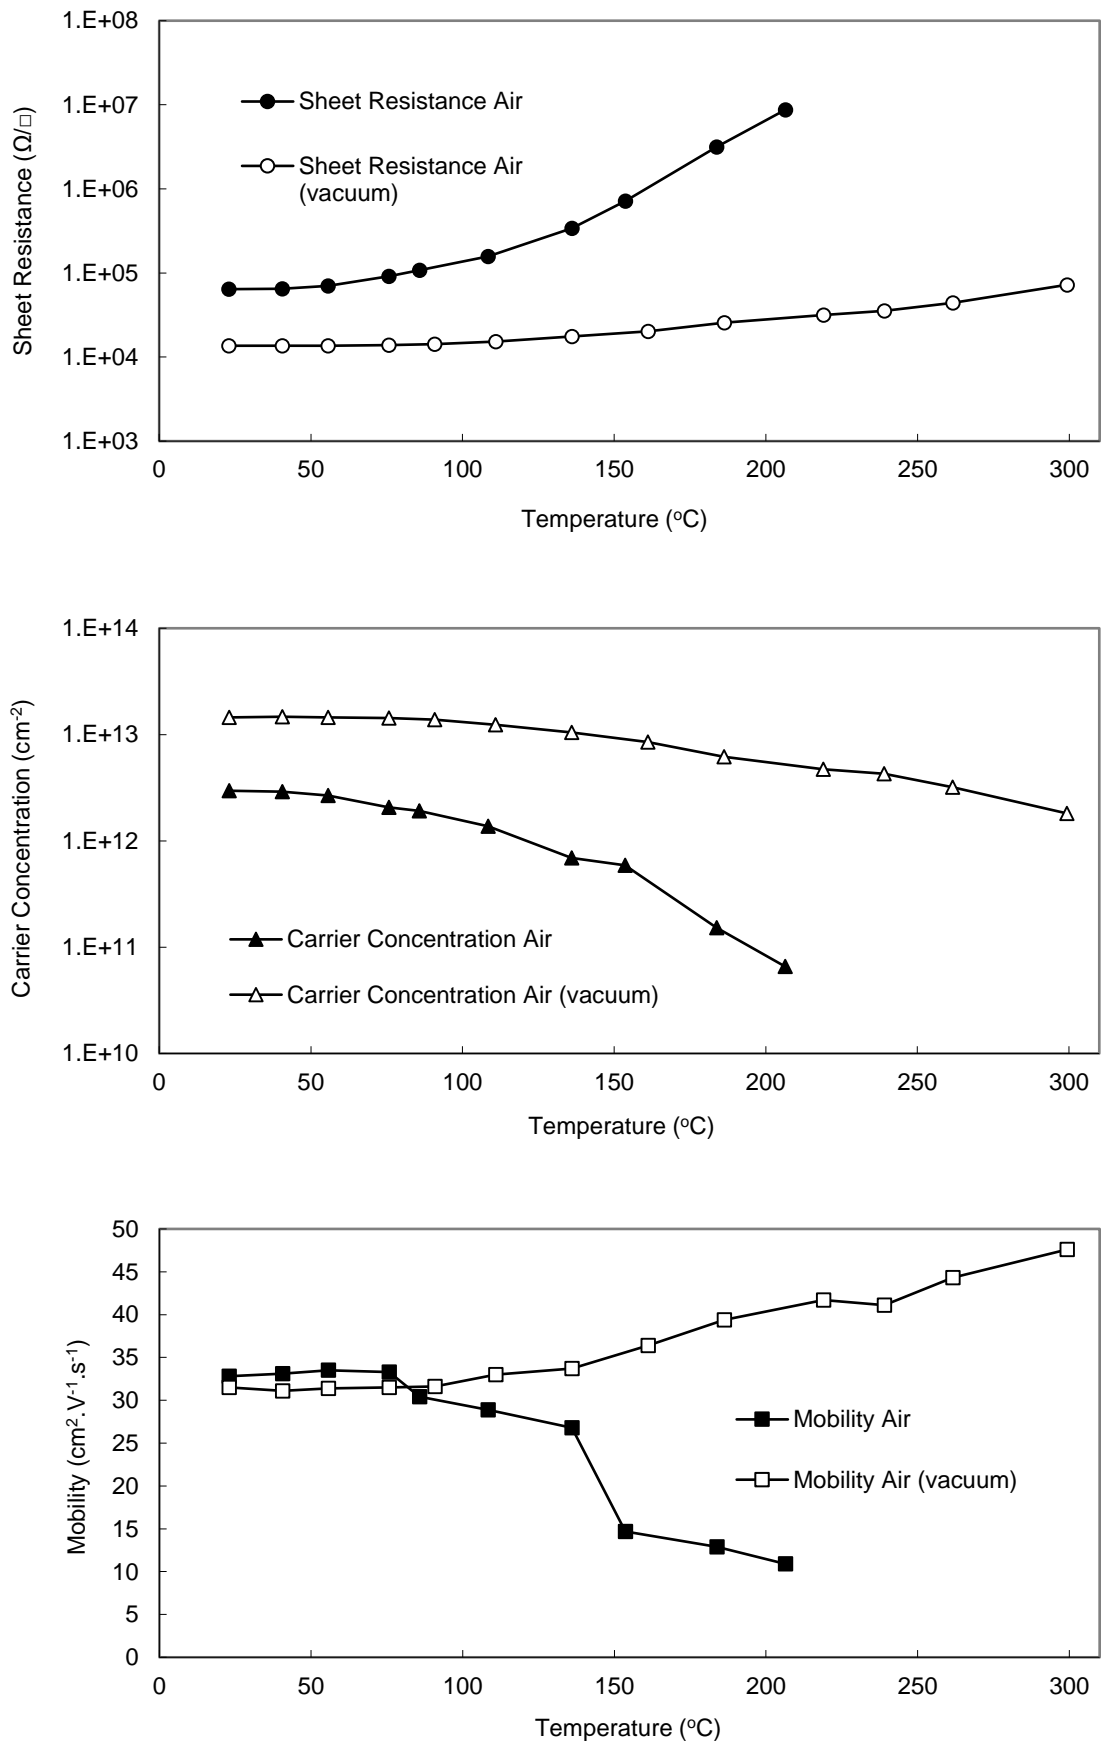 1.E+08
1.E+07
1.E+06
1.E+05
1.E+04
1.E+03
Sheet Resistance (Ω/□)
Sheet Resistance Air
Sheet Resistance Air
(vacuum)
0 50 100 150 200 250 300
Temperature (ºC)
1.E+14
1.E+13
1.E+12
1.E+11
1.E+10
Carrier Concentration (cm⁻²)
Carrier Concentration Air
Carrier Concentration Air (vacuum)
0 50 100 150 200 250 300
Temperature (ºC)
50
45
40
35
30
25
20
15
10
5
0
Mobility (cm².V⁻¹.s⁻¹)
Mobility Air
Mobility Air (vacuum)
0 50 100 150 200 250 300
Temperature (ºC)